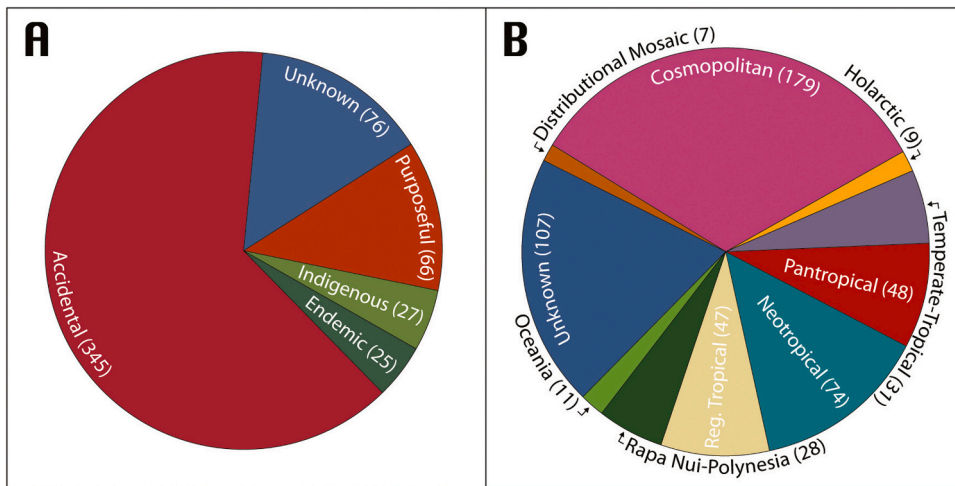 A
Unknown (76)
Purposeful (66)
Indigenous (27)
Endemic (25)
Accidental (345)
B
Distributional Mosaic (7)
Cosmopolitan (179)
Holarctic (9)
Temperate-Tropical (31)
Pantropical (48)
Neotropical (74)
Reg. Tropical (47)
Rapa Nui-Polynesia (28)
Oceania (11)
Unknown (107)